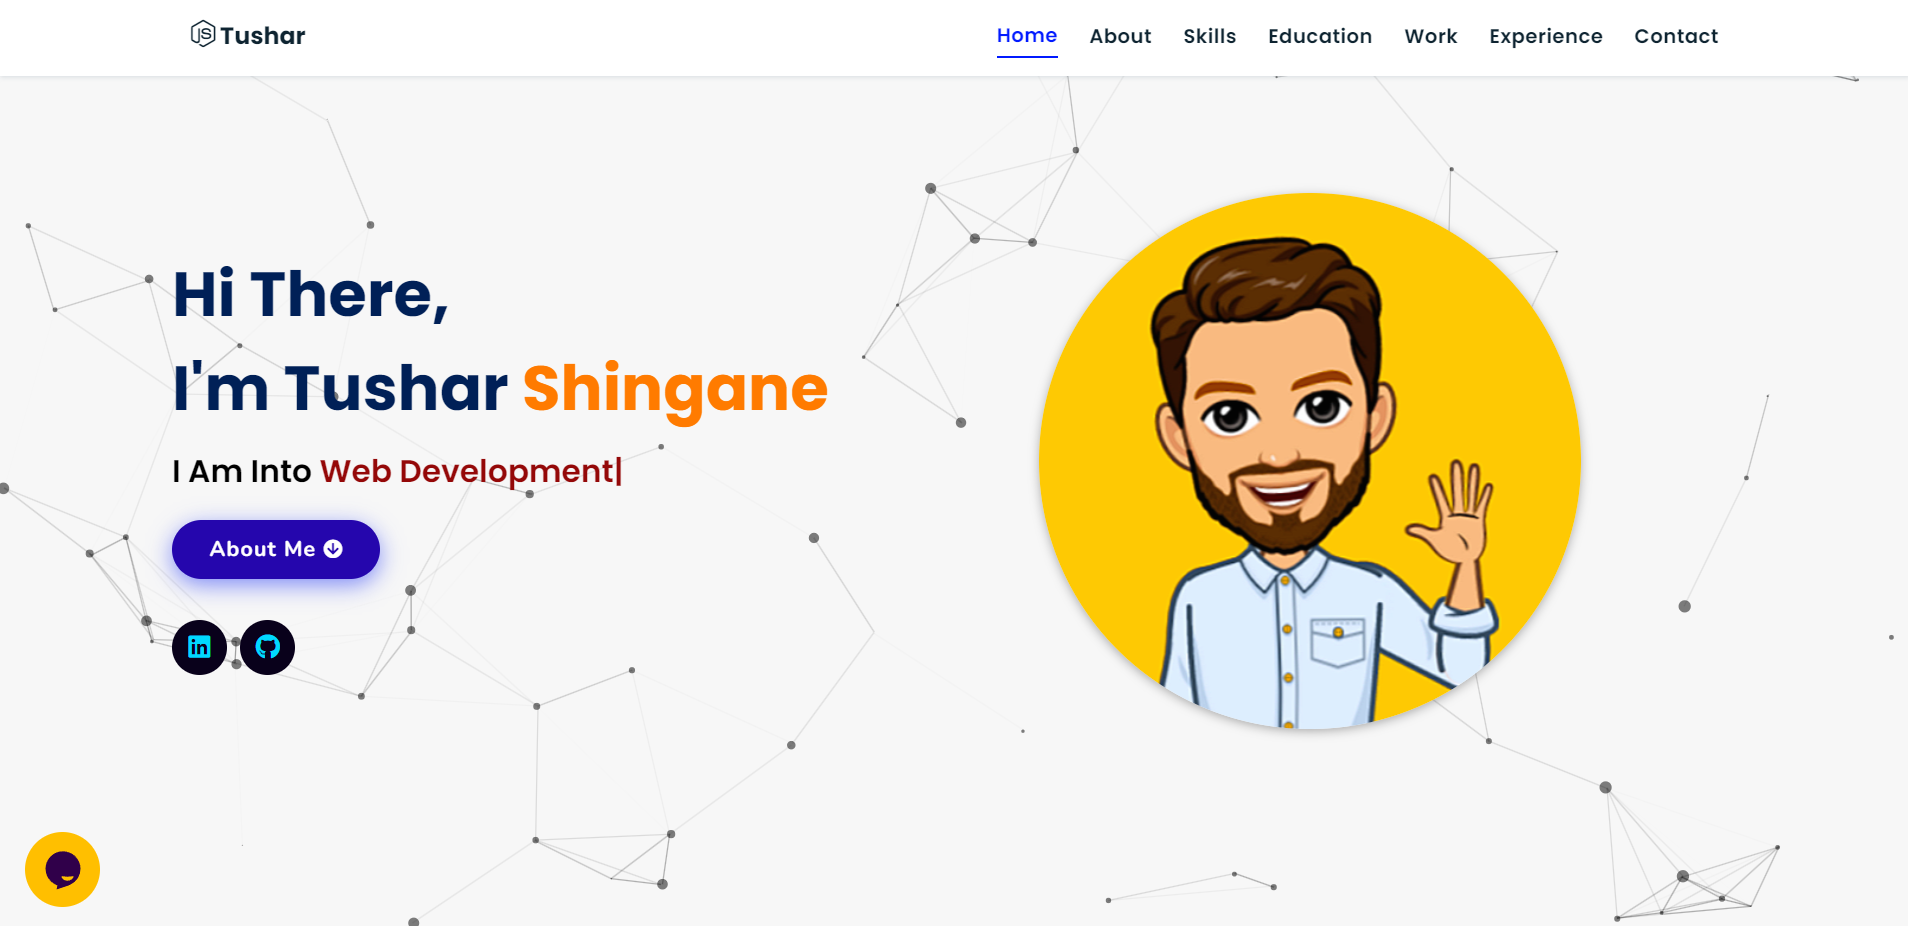 Tushar
Home About Skills Education Work Experience Contact
Hi There,
I'm Tushar Shingane
I Am Into Web Development|
About Me